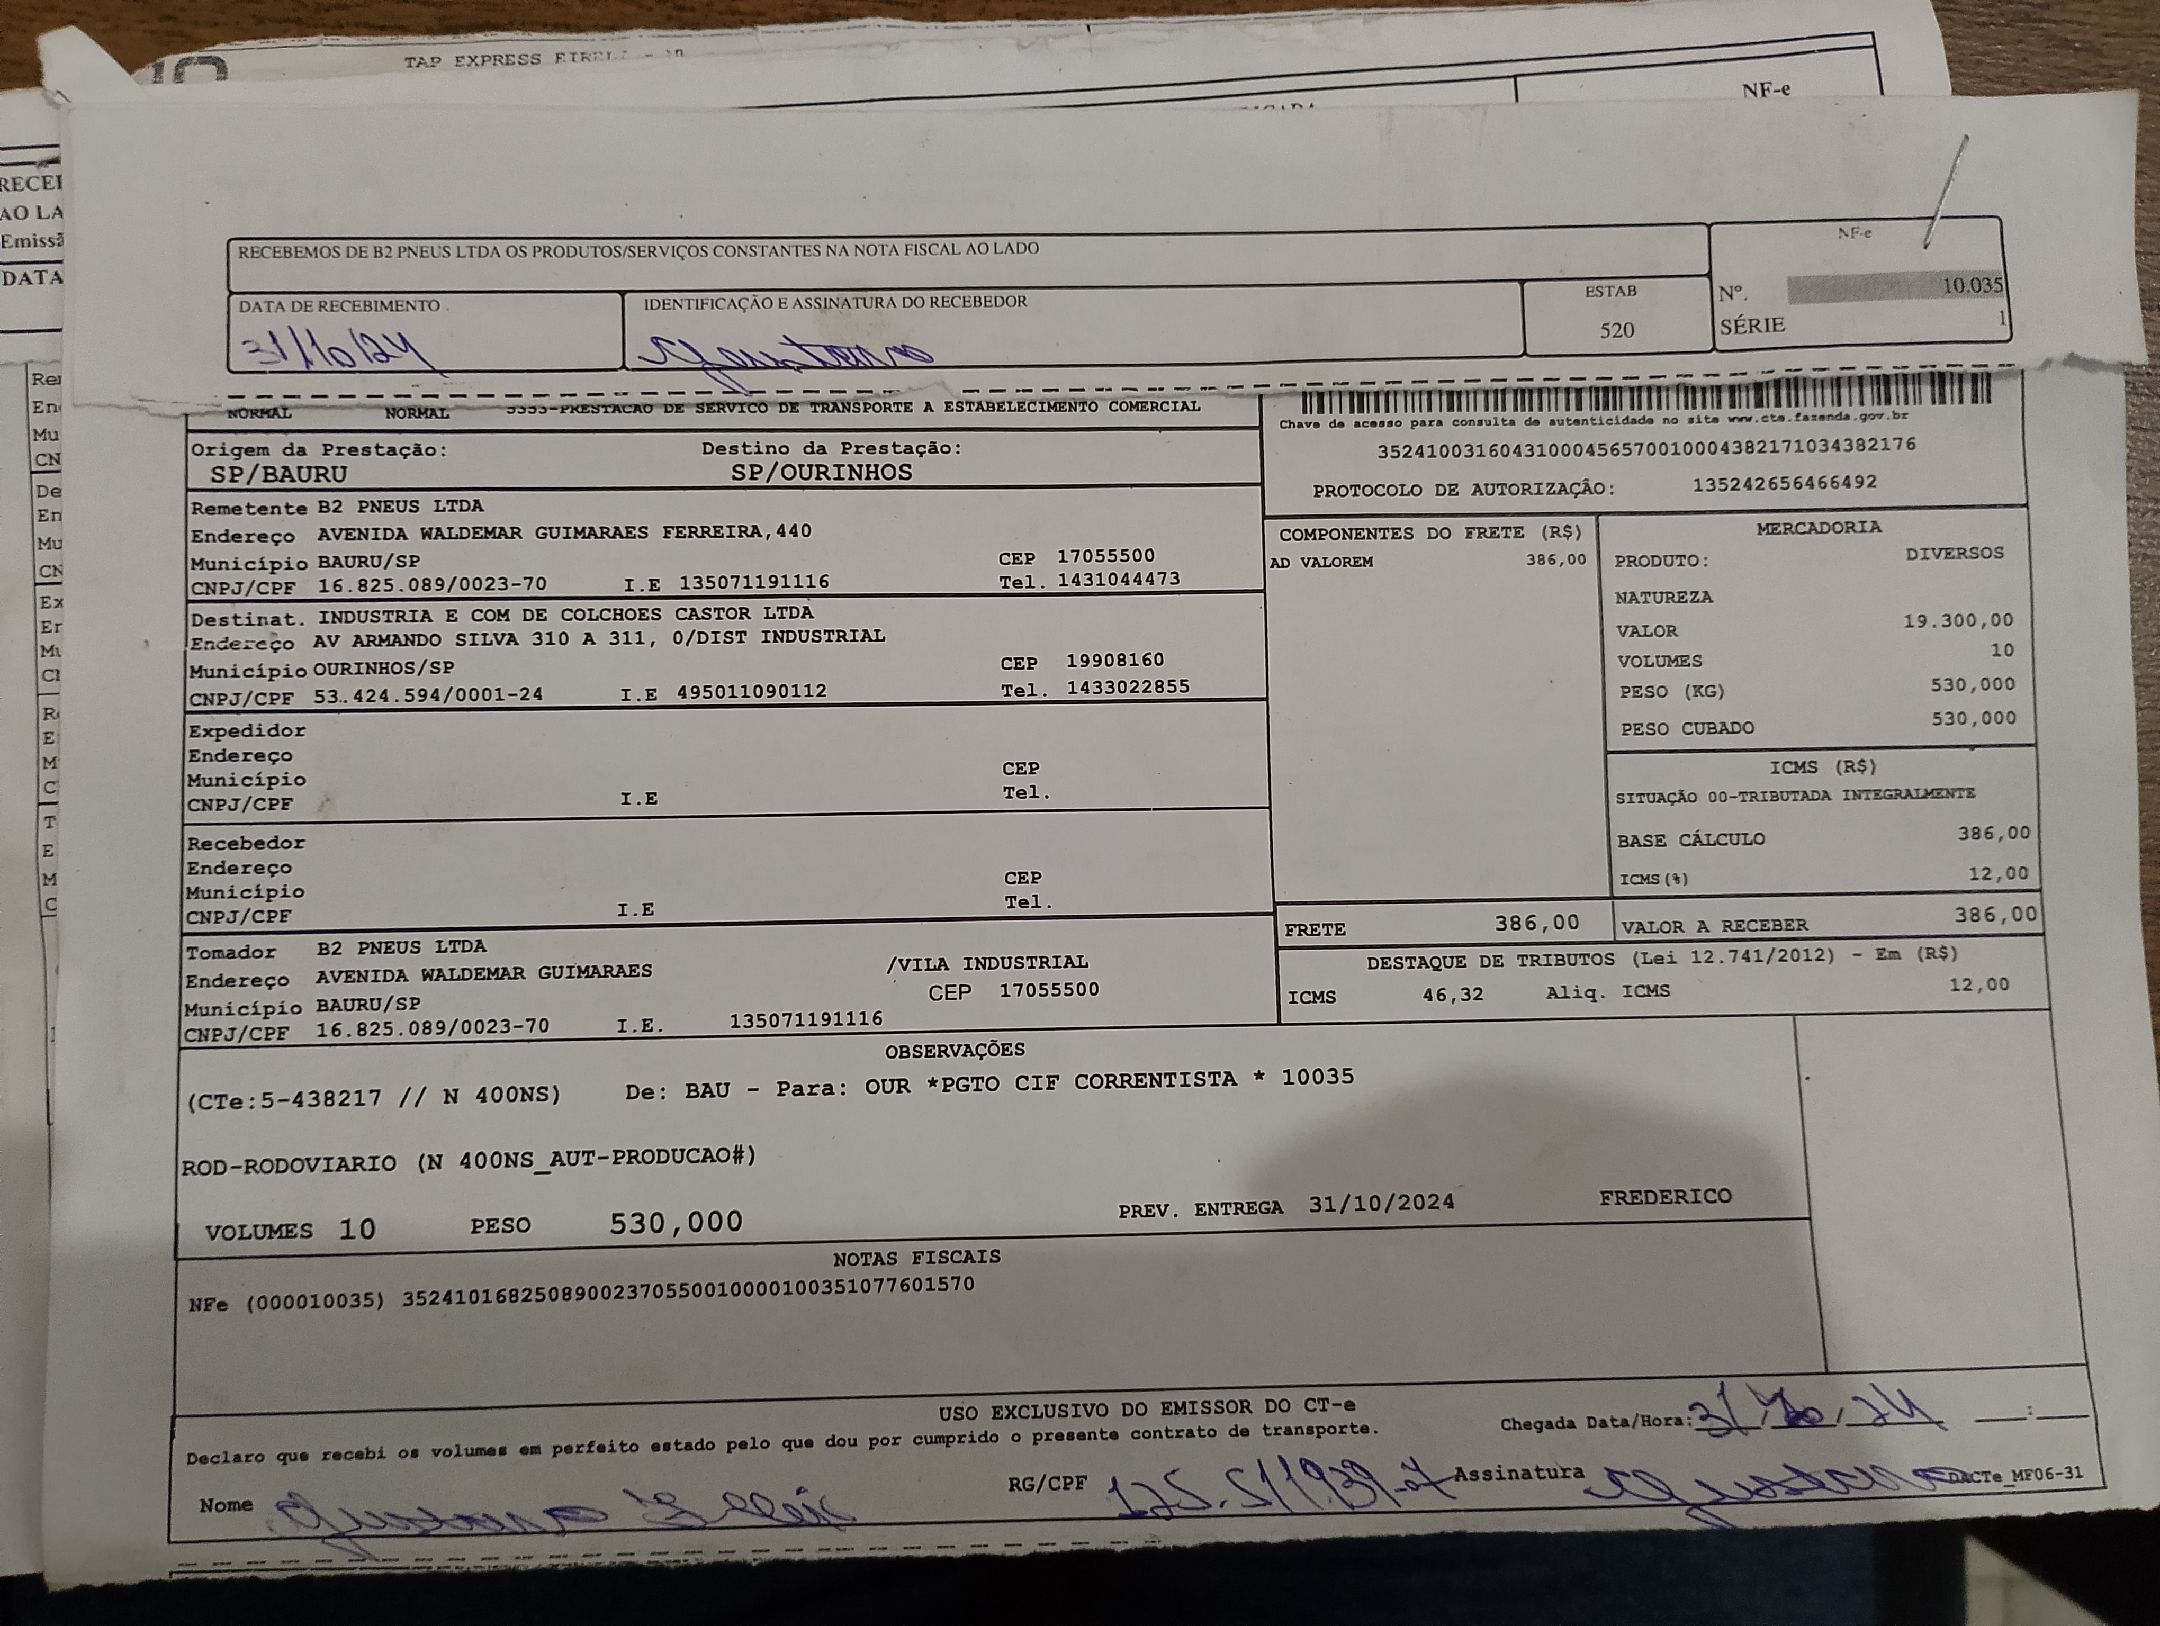 TAP EXPRESS
NF-e
RECEI
AO LA
Emissã
DATA
RECEBEMOS DE B2 PNEUS LTDA OS PRODUTOS/SERVIÇOS CONSTANTES NA NOTA FISCAL AO LADO
NF-e
DATA DE RECEBIMENTO
IDENTIFICAÇÃO E ASSINATURA DO RECEBEDOR
ESTAB
Nº. 10.035
31/10/24
Gustavo
520
SÉRIE 1
NORMAL NORMAL 5353-PRESTACAO DE SERVICO DE TRANSPORTE A ESTABELECIMENTO COMERCIAL
Chave de acesso para consulta de autenticidade no site www.cte.fazenda.gov.br
35241003160431000456570010004382171034382176
PROTOCOLO DE AUTORIZAÇÂO: 135242656466492
Origem da Prestação: Destino da Prestação:
SP/BAURU SP/OURINHOS
Remetente B2 PNEUS LTDA
Endereço AVENIDA WALDEMAR GUIMARAES FERREIRA,440
Município BAURU/SP CEP 17055500
CNPJ/CPF 16.825.089/0023-70 I.E 135071191116 Tel. 1431044473
Destinat. INDUSTRIA E COM DE COLCHOES CASTOR LTDA
Endereço AV ARMANDO SILVA 310 A 311, 0/DIST INDUSTRIAL
Município OURINHOS/SP CEP 19908160
CNPJ/CPF 53.424.594/0001-24 I.E 495011090112 Tel. 1433022855
Expedidor
Endereço
Município CEP
CNPJ/CPF I.E Tel.
Recebedor
Endereço
Município CEP
CNPJ/CPF I.E Tel.
Tomador B2 PNEUS LTDA
Endereço AVENIDA WALDEMAR GUIMARAES /VILA INDUSTRIAL
Município BAURU/SP CEP 17055500
CNPJ/CPF 16.825.089/0023-70 I.E. 135071191116
COMPONENTES DO FRETE (R$)
AD VALOREM 386,00
MERCADORIA
PRODUTO: DIVERSOS
NATUREZA
VALOR 19.300,00
VOLUMES 10
PESO (KG) 530,000
PESO CUBADO 530,000
ICMS (R$)
SITUAÇÃO 00-TRIBUTADA INTEGRALMENTE
BASE CÁLCULO 386,00
ICMS(%) 12,00
FRETE 386,00 VALOR A RECEBER 386,00
DESTAQUE DE TRIBUTOS (Lei 12.741/2012) - Em (R$)
ICMS 46,32 Aliq. ICMS 12,00
OBSERVAÇÕES
(CTe:5-438217 // N 400NS) De: BAU - Para: OUR *PGTO CIF CORRENTISTA * 10035
ROD-RODOVIARIO (N 400NS_AUT-PRODUCAO#)
VOLUMES 10 PESO 530,000 PREV. ENTREGA 31/10/2024 FREDERICO
NOTAS FISCAIS
NFe (000010035) 35241016825089002370550010000100351077601570
USO EXCLUSIVO DO EMISSOR DO CT-e
Declaro que recebi os volumes em perfeito estado pelo que dou por cumprido o presente contrato de transporte.
Chegada Data/Hora: 31/10/24 __:__
Nome Gustavo RG/CPF Assinatura Gustavo DACTe_MF06-31